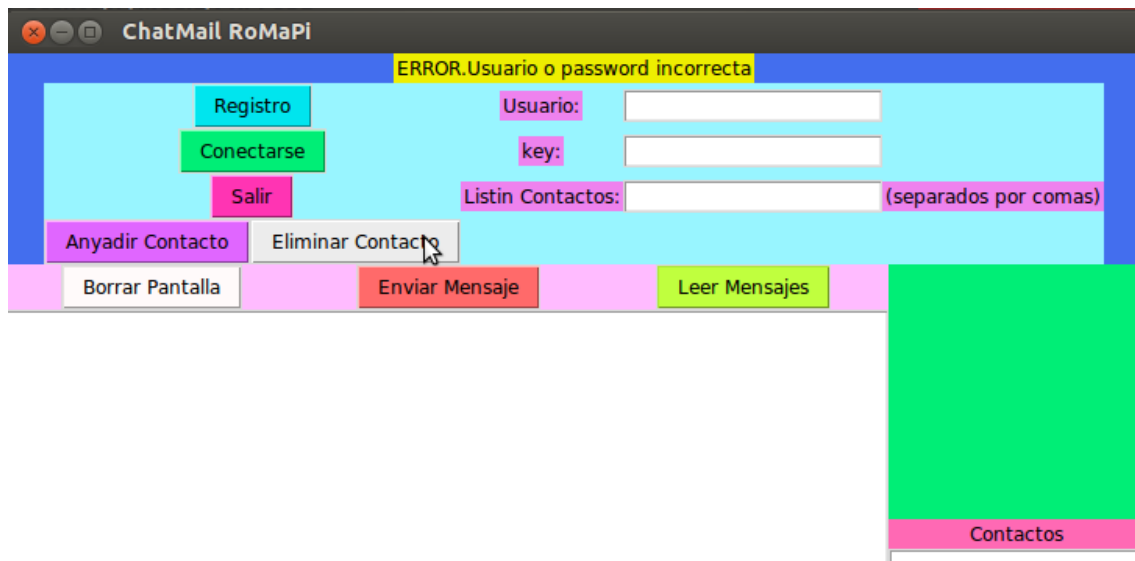 ChatMail RoMaPi
ERROR.Usuario o password incorrecta
Registro Usuario:
Conectarse key:
Salir Listin Contactos: (separados por comas)
Anyadir Contacto Eliminar Contacto
Borrar Pantalla Enviar Mensaje Leer Mensajes
Contactos